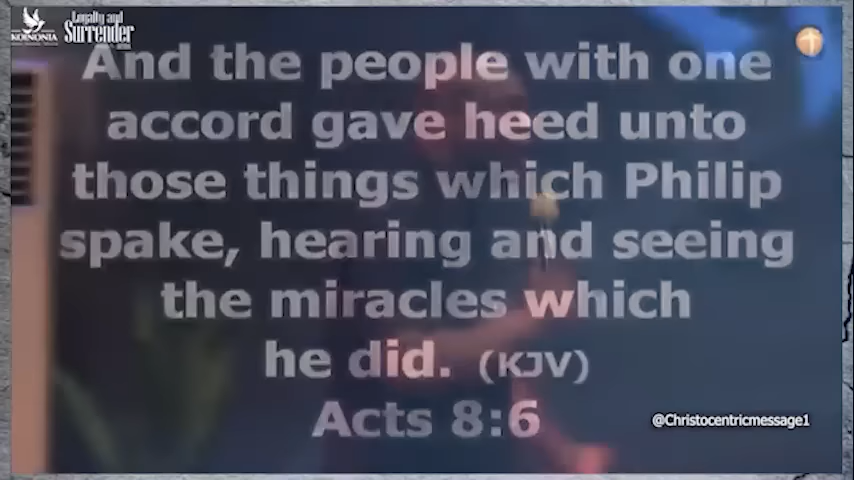 KOINONIA
Loyalty and
Surrender
And the people with one
accord gave heed unto
those things which Philip
spake, hearing and seeing
the miracles which
he did. (KJV)
Acts 8:6
@Christocentricmessage1